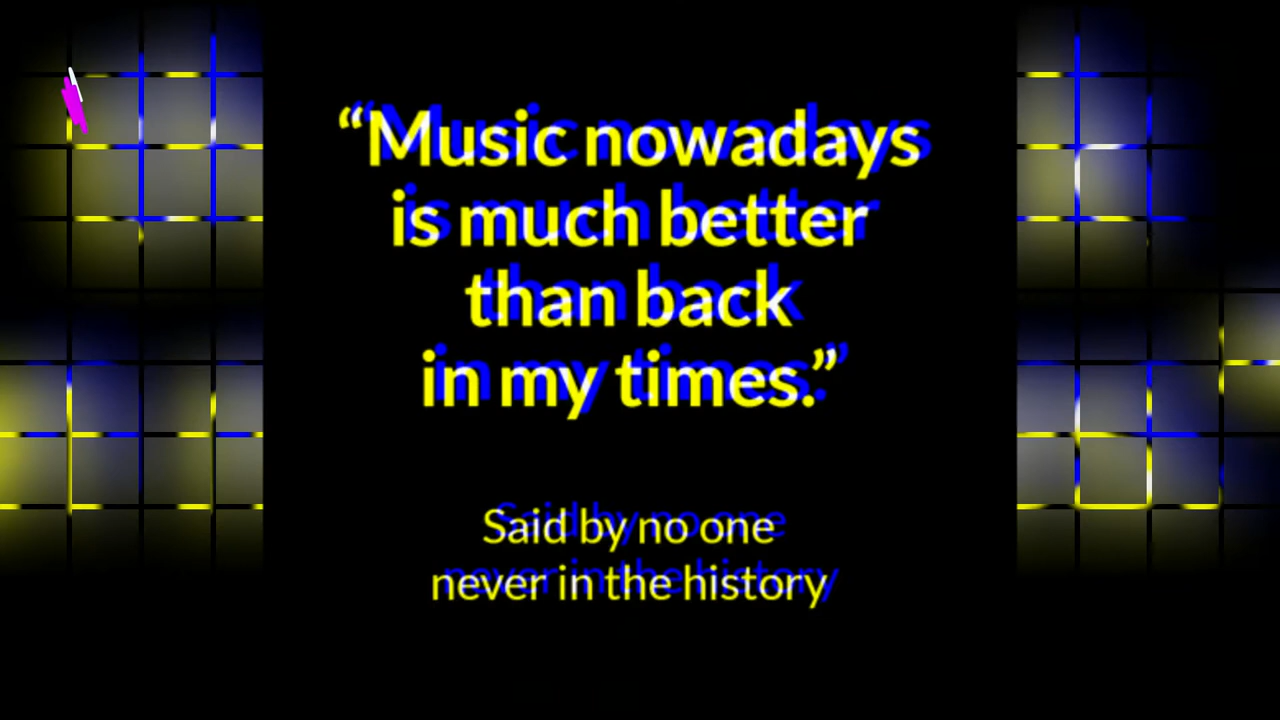 “Music nowadays
is much better
than back
in my times.”
Said by no one
never in the history